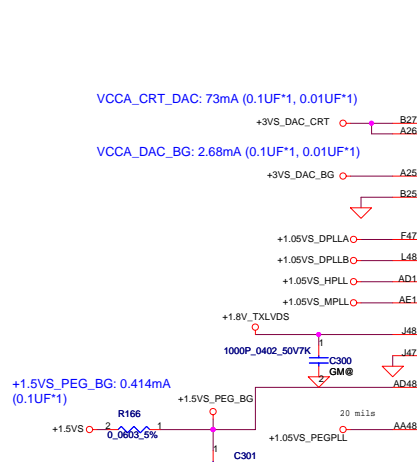 VCCA_CRT_DAC: 73mA (0.1UF*1, 0.01UF*1)
+3VS_DAC_CRT
B27
A26
VCCA_DAC_BG: 2.68mA (0.1UF*1, 0.01UF*1)
+3VS_DAC_BG
A25
B25
+1.05VS_DPLLA
F47
+1.05VS_DPLLB
L48
+1.05VS_HPLL
AD1
+1.05VS_MPLL
AE1
+1.8V_TXLVDS
J48
1
1000P_0402_50V7K
C300
GM@
2
J47
+1.5VS_PEG_BG: 0.414mA
(0.1UF*1)
AD48
+1.5VS_PEG_BG
R166
20 mils
+1.5VS
2
1
0_0603_5%
AA48
+1.05VS_PEGPLL
1
C301